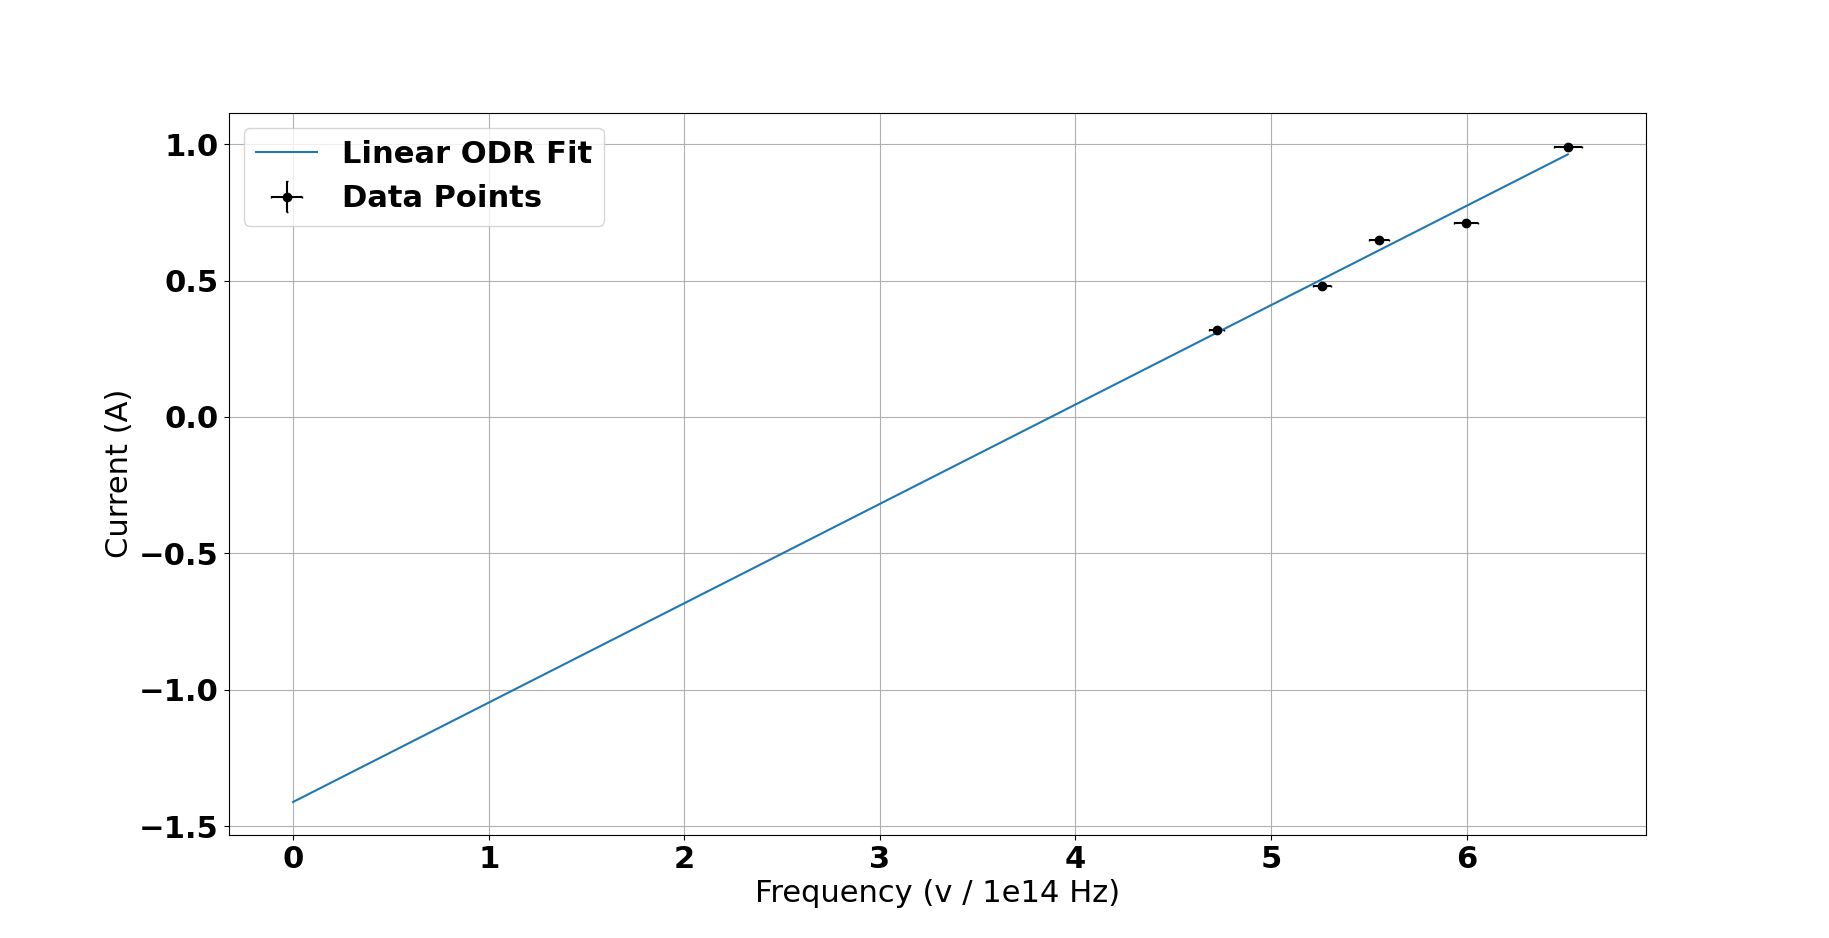 Linear ODR Fit
Data Points
1.0
0.5
0.0
−0.5
−1.0
−1.5
Current (A)
0 1 2 3 4 5 6
Frequency (v / 1e14 Hz)